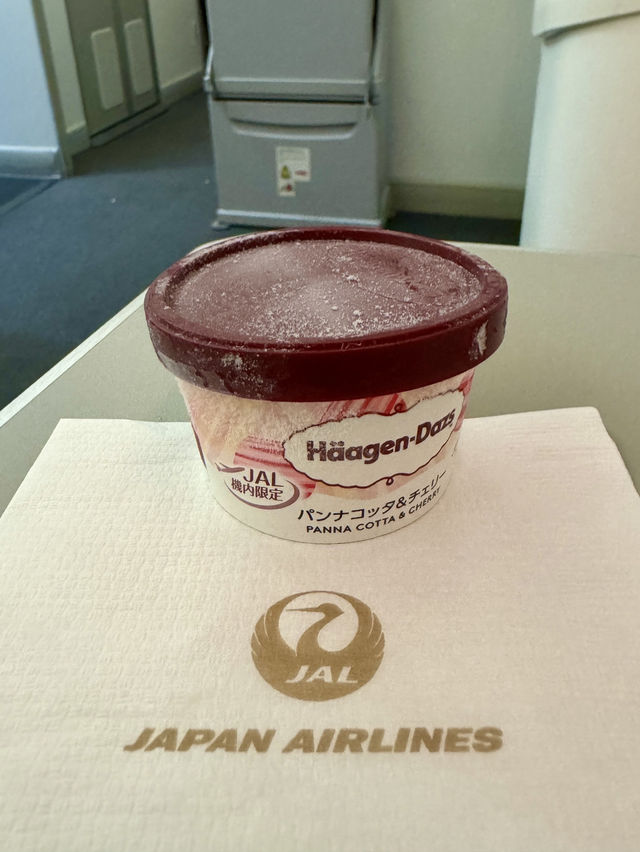 Häagen-Dazs
JAL
機内限定
パンナコッタ&チェリー
PANNA COTTA & CHERRY
JAL
JAPAN AIRLINES